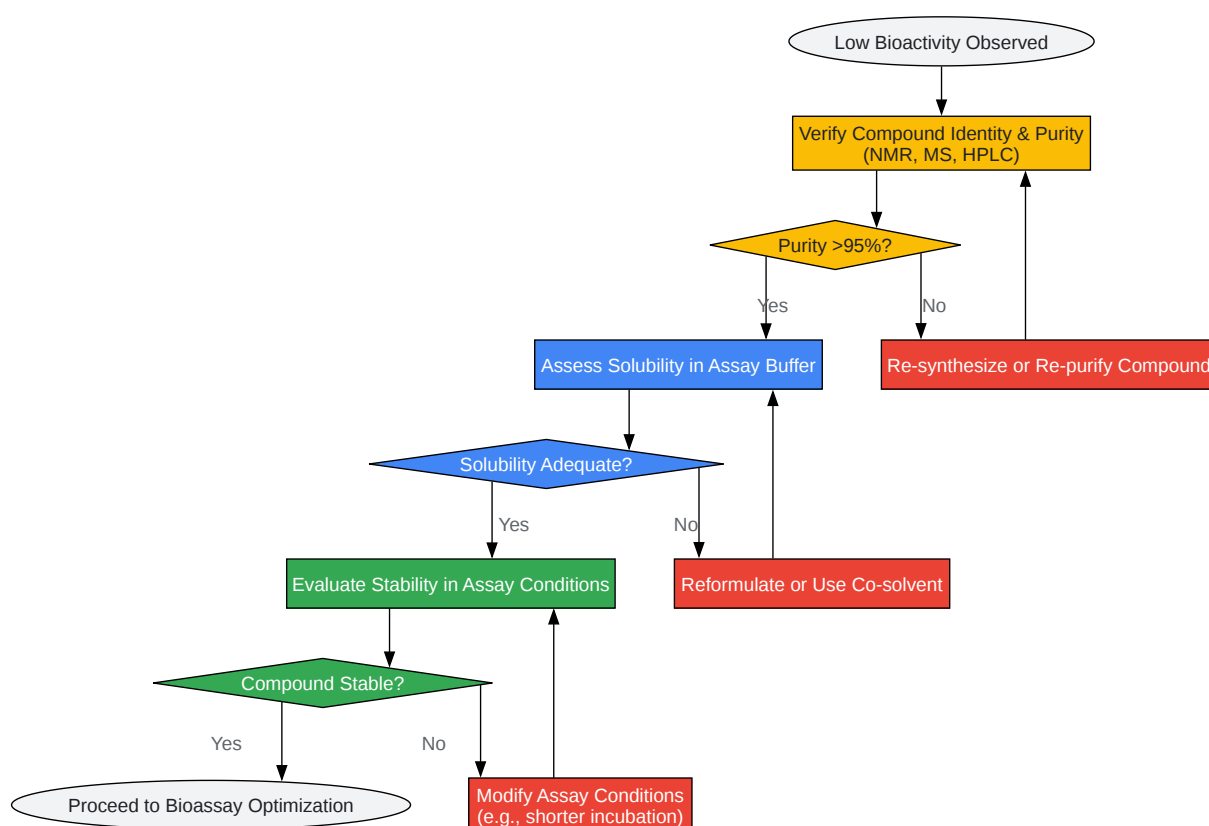 Low Bioactivity Observed
Verify Compound Identity & Purity
(NMR, MS, HPLC)
Purity >95%?
Yes
No
Assess Solubility in Assay Buffer
Re-synthesize or Re-purify Compound
Solubility Adequate?
Yes
No
Evaluate Stability in Assay Conditions
Reformulate or Use Co-solvent
Compound Stable?
Yes
No
Proceed to Bioassay Optimization
Modify Assay Conditions
(e.g., shorter incubation)